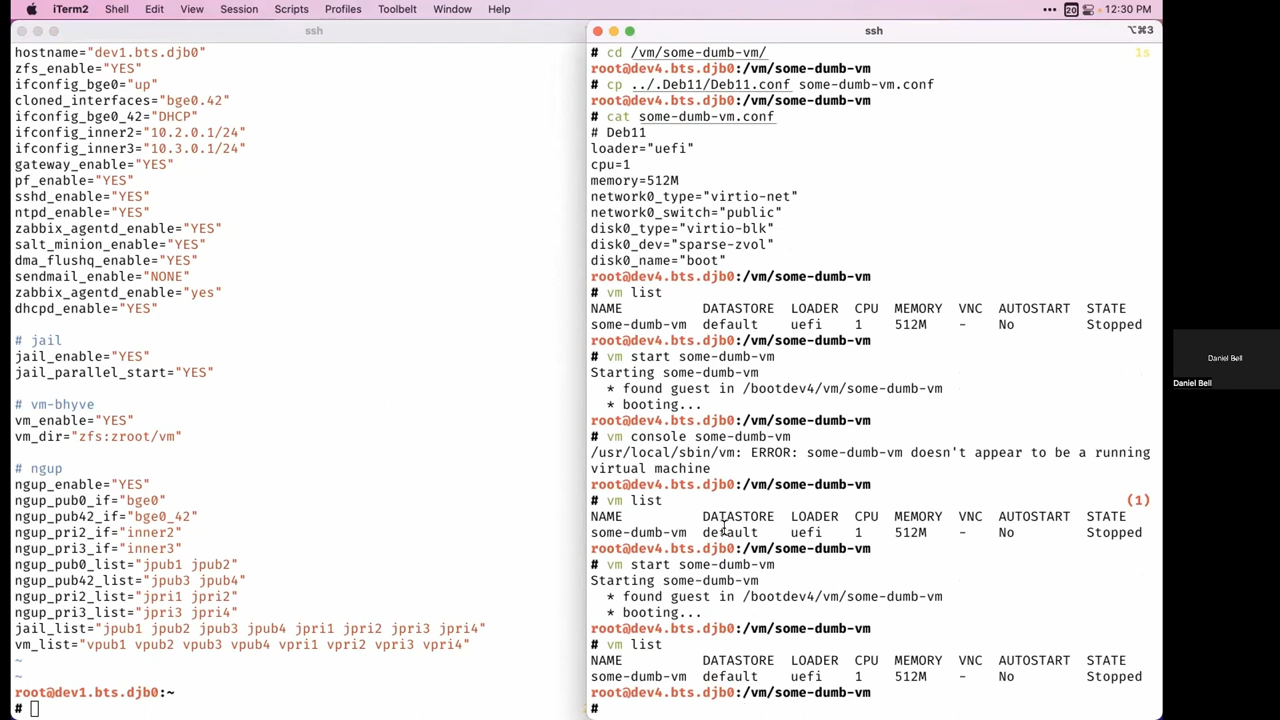 iTerm2 Shell Edit View Session Scripts Profiles Toolbelt Window Help 20 12:30 PM
ssh
hostname="dev1.bts.djb0"
zfs_enable="YES"
ifconfig_bge0="up"
cloned_interfaces="bge0.42"
ifconfig_bge0_42="DHCP"
ifconfig_inner2="10.2.0.1/24"
ifconfig_inner3="10.3.0.1/24"
gateway_enable="YES"
pf_enable="YES"
sshd_enable="YES"
ntpd_enable="YES"
zabbix_agentd_enable="YES"
salt_minion_enable="YES"
dma_flushq_enable="YES"
sendmail_enable="NONE"
zabbix_agentd_enable="yes"
dhcpd_enable="YES"
# jail
jail_enable="YES"
jail_parallel_start="YES"
# vm-bhyve
vm_enable="YES"
vm_dir="zfs:zroot/vm"
# ngup
ngup_enable="YES"
ngup_pub0_if="bge0"
ngup_pub42_if="bge0_42"
ngup_pri2_if="inner2"
ngup_pri3_if="inner3"
ngup_pub0_list="jpub1 jpub2"
ngup_pub42_list="jpub3 jpub4"
ngup_pri2_list="jpri1 jpri2"
ngup_pri3_list="jpri3 jpri4"
jail_list="jpub1 jpub2 jpub3 jpub4 jpri1 jpri2 jpri3 jpri4"
vm_list="vpub1 vpub2 vpub3 vpub4 vpri1 vpri2 vpri3 vpri4"
~
~
root@dev1.bts.djb0:~
#
ssh ⌥⌘3
# cd /vm/some-dumb-vm/ 1s
root@dev4.bts.djb0:/vm/some-dumb-vm
# cp ../.Deb11/Deb11.conf some-dumb-vm.conf
root@dev4.bts.djb0:/vm/some-dumb-vm
# cat some-dumb-vm.conf
# Deb11
loader="uefi"
cpu=1
memory=512M
network0_type="virtio-net"
network0_switch="public"
disk0_type="virtio-blk"
disk0_dev="sparse-zvol"
disk0_name="boot"
root@dev4.bts.djb0:/vm/some-dumb-vm
# vm list
NAME DATASTORE LOADER CPU MEMORY VNC AUTOSTART STATE
some-dumb-vm default uefi 1 512M - No Stopped
root@dev4.bts.djb0:/vm/some-dumb-vm
# vm start some-dumb-vm
Starting some-dumb-vm
* found guest in /bootdev4/vm/some-dumb-vm
* booting...
root@dev4.bts.djb0:/vm/some-dumb-vm
# vm console some-dumb-vm
/usr/local/sbin/vm: ERROR: some-dumb-vm doesn't appear to be a running
virtual machine
root@dev4.bts.djb0:/vm/some-dumb-vm
# vm list (1)
NAME DATASTORE LOADER CPU MEMORY VNC AUTOSTART STATE
some-dumb-vm default uefi 1 512M - No Stopped
root@dev4.bts.djb0:/vm/some-dumb-vm
# vm start some-dumb-vm
Starting some-dumb-vm
* found guest in /bootdev4/vm/some-dumb-vm
* booting...
root@dev4.bts.djb0:/vm/some-dumb-vm
# vm list
NAME DATASTORE LOADER CPU MEMORY VNC AUTOSTART STATE
some-dumb-vm default uefi 1 512M - No Stopped
root@dev4.bts.djb0:/vm/some-dumb-vm
#
Daniel Bell
Daniel Bell